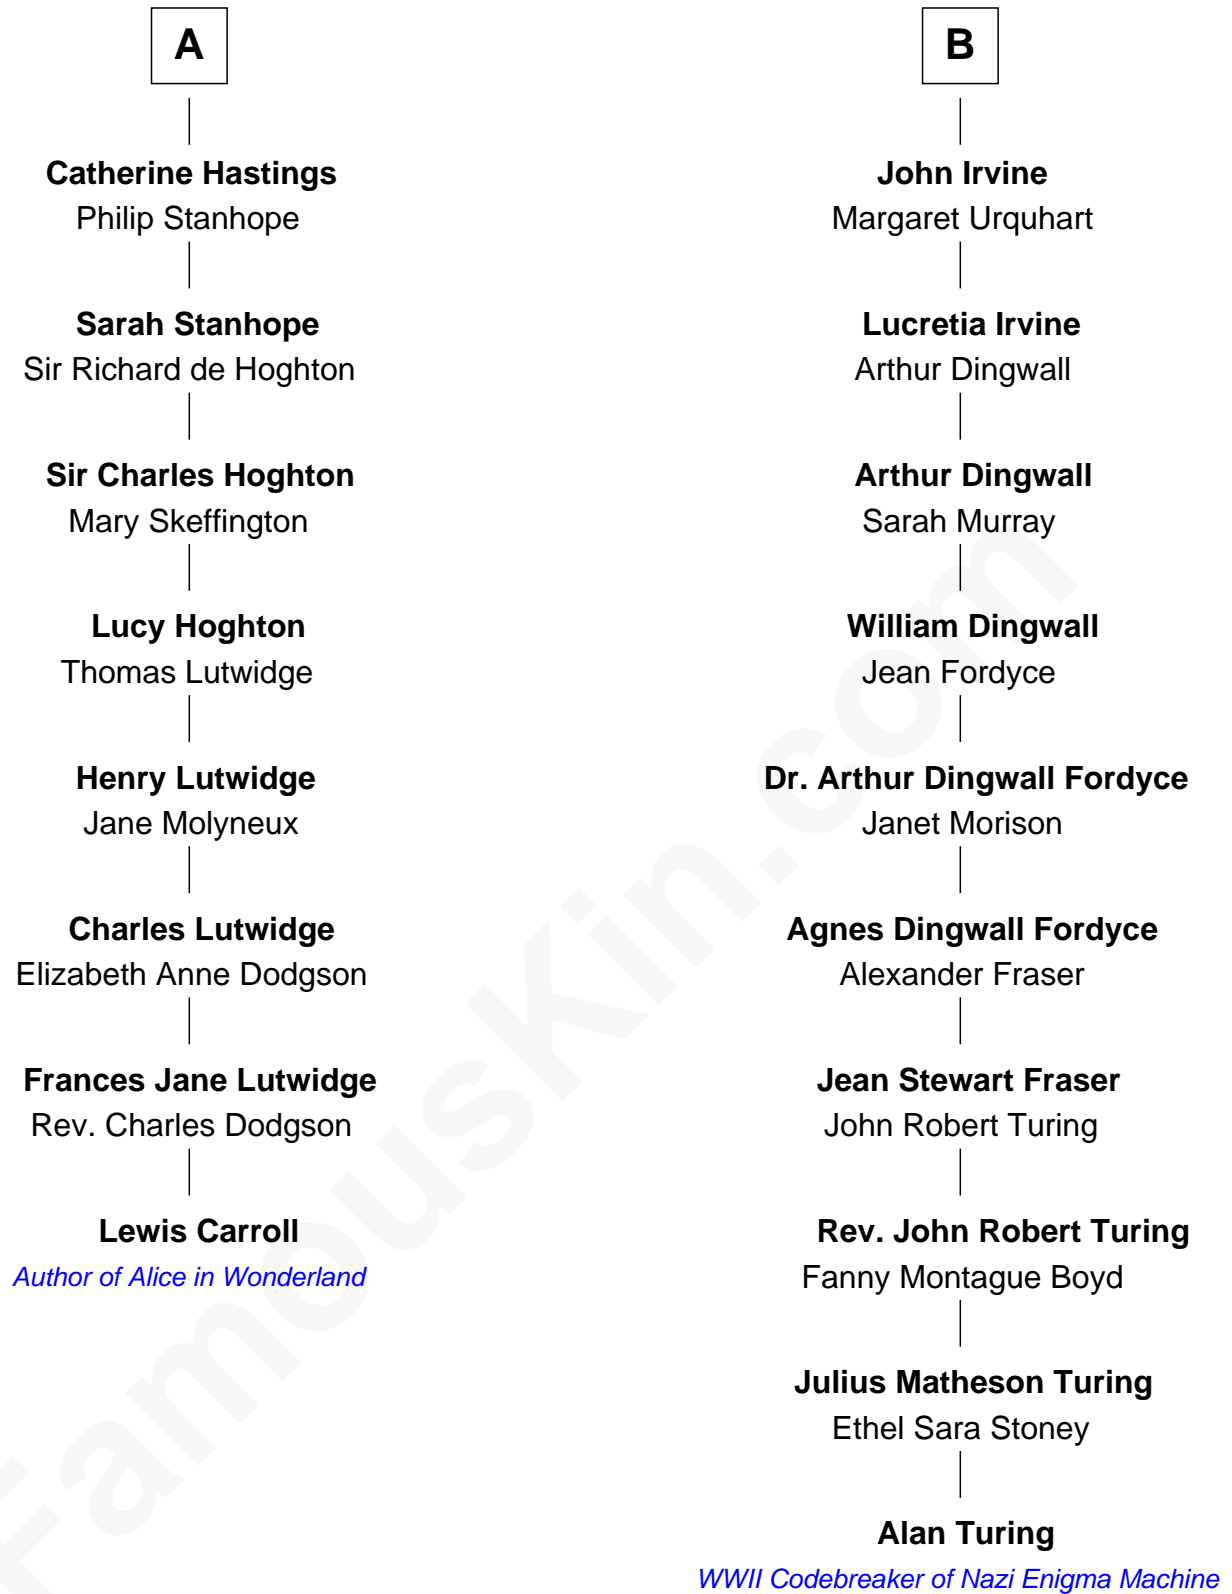 A
Catherine Hastings
Philip Stanhope
Sarah Stanhope
Sir Richard de Hoghton
Sir Charles Hoghton
Mary Skeffington
Lucy Hoghton
Thomas Lutwidge
Henry Lutwidge
Jane Molyneux
Charles Lutwidge
Elizabeth Anne Dodgson
Frances Jane Lutwidge
Rev. Charles Dodgson
Lewis Carroll
Author of Alice in Wonderland
B
John Irvine
Margaret Urquhart
Lucretia Irvine
Arthur Dingwall
Arthur Dingwall
Sarah Murray
William Dingwall
Jean Fordyce
Dr. Arthur Dingwall Fordyce
Janet Morison
Agnes Dingwall Fordyce
Alexander Fraser
Jean Stewart Fraser
John Robert Turing
Rev. John Robert Turing
Fanny Montague Boyd
Julius Matheson Turing
Ethel Sara Stoney
Alan Turing
WWII Codebreaker of Nazi Enigma Machine
FamousKin.com